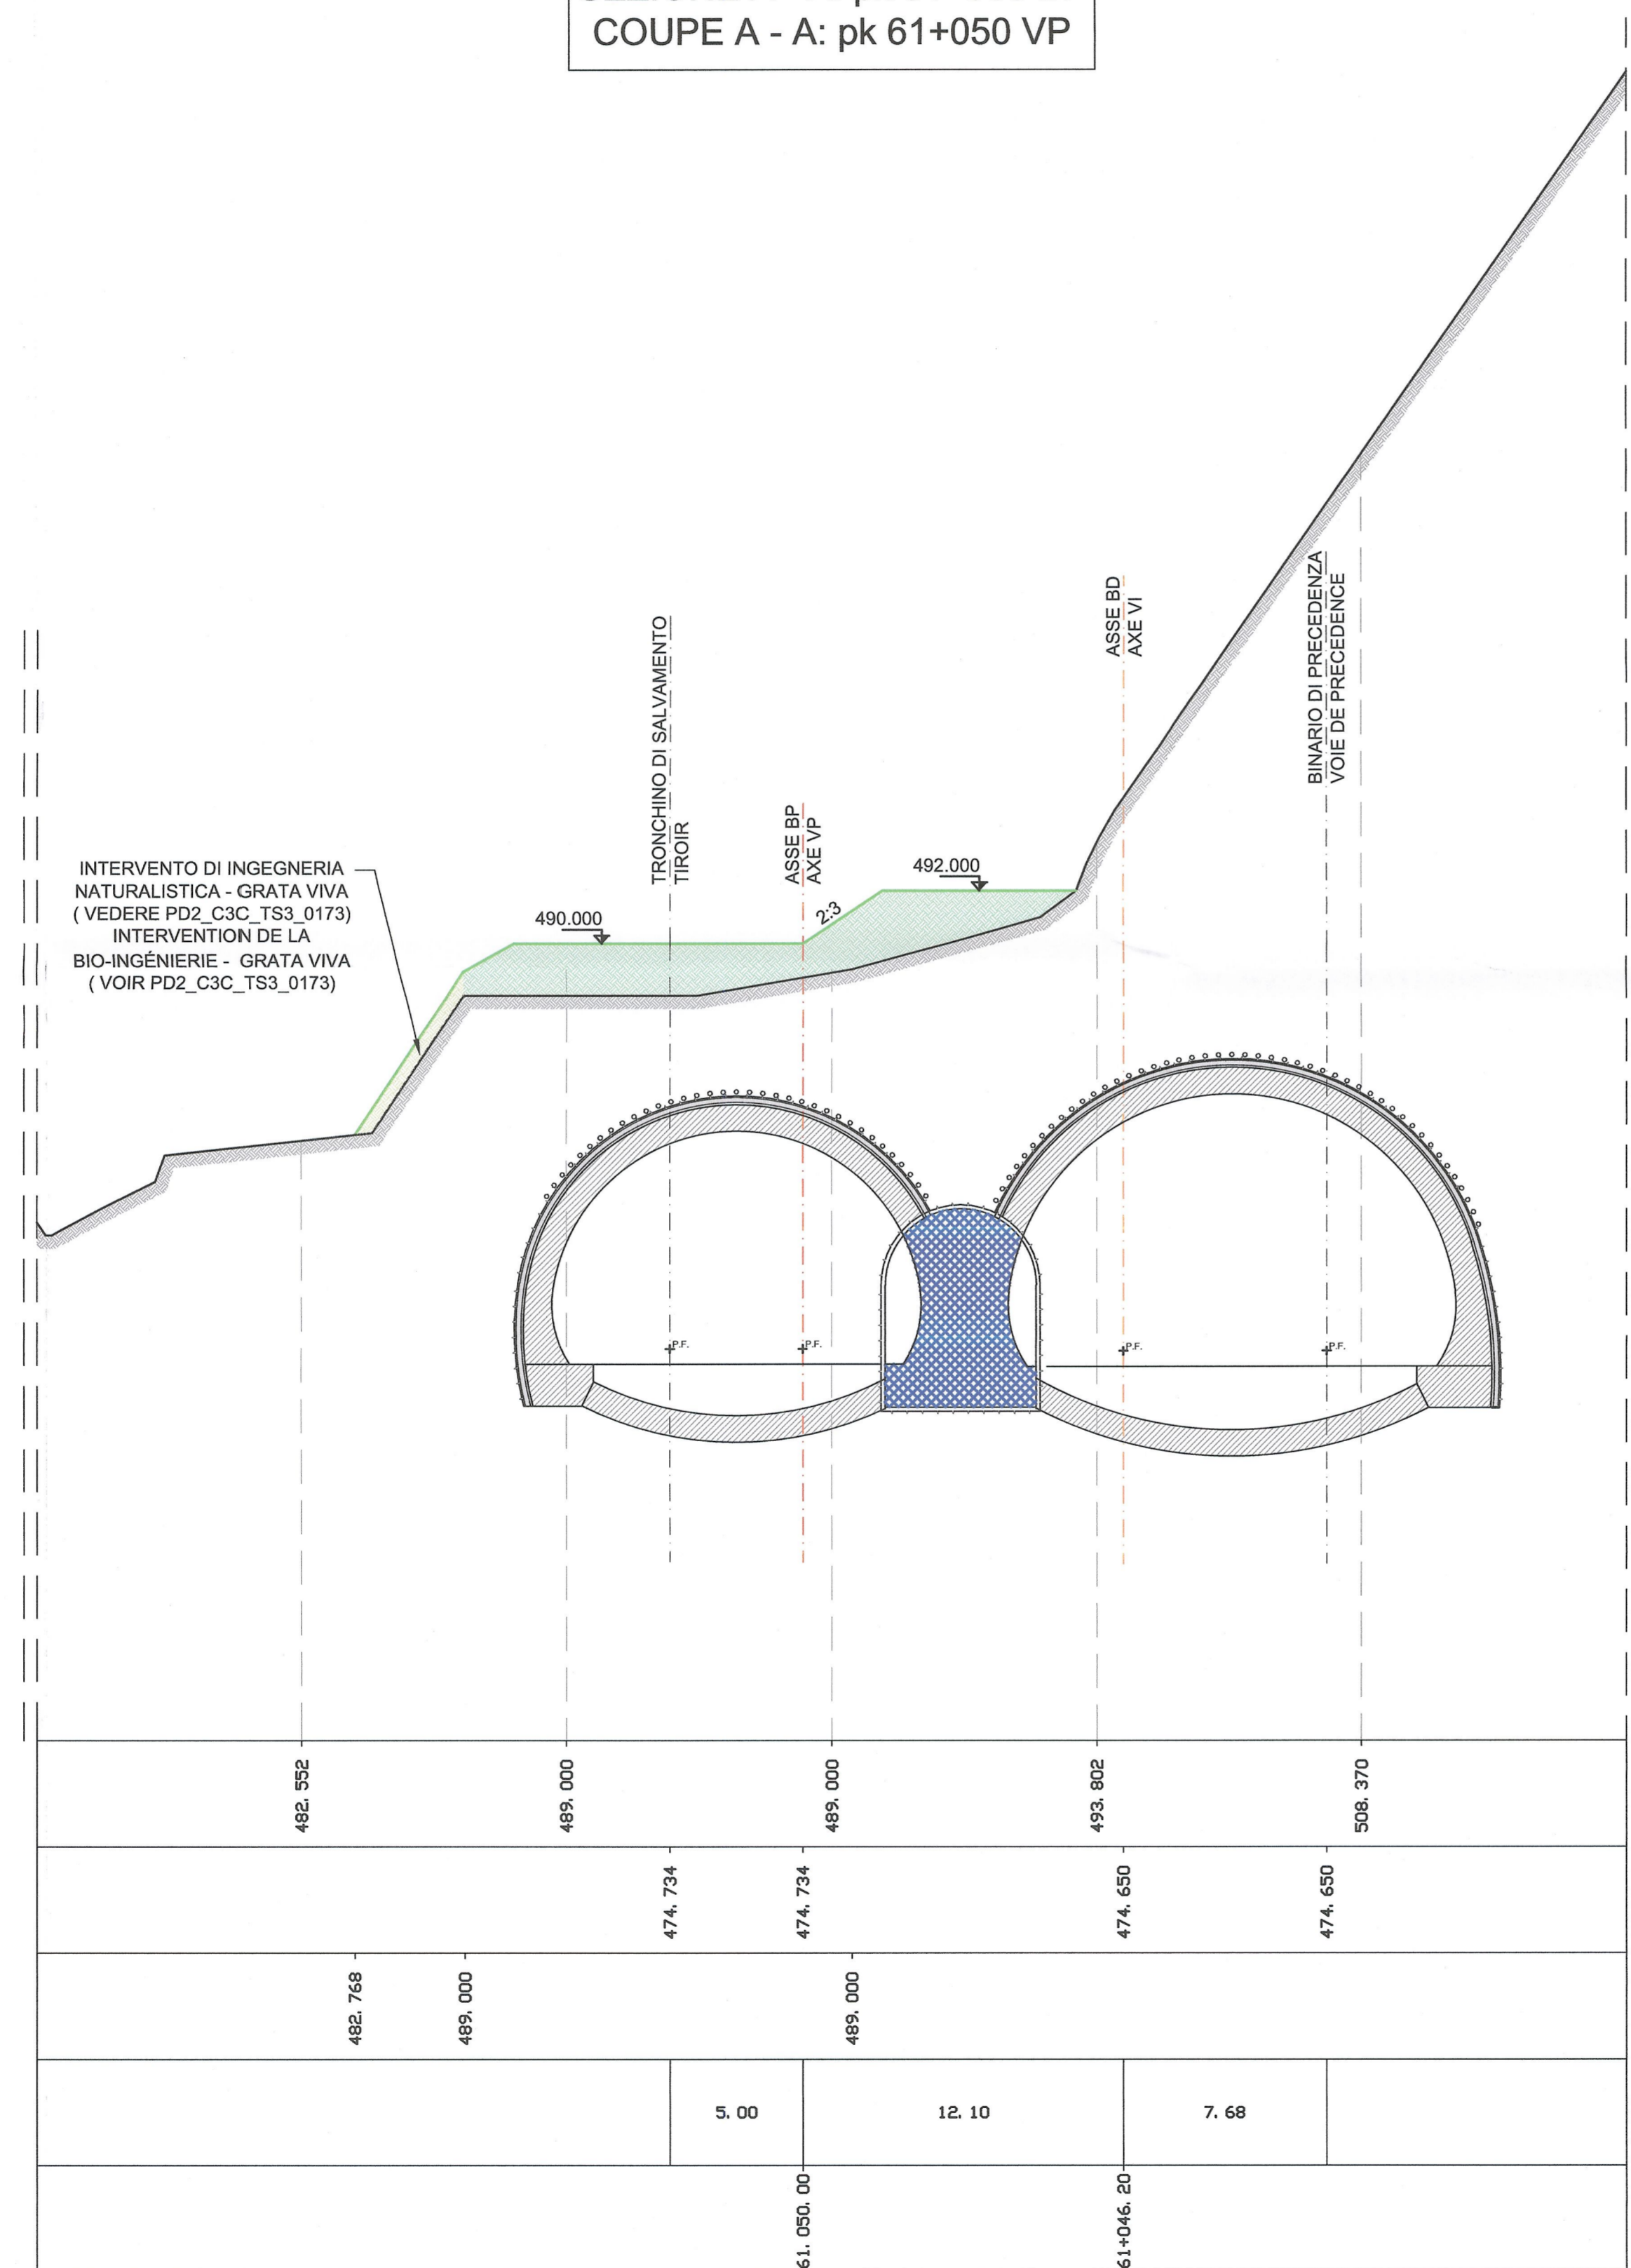 COUPE A - A: pk 61+050 VP
BINARIO DI PRECEDENZA
VOIE DE PRECEDENCE
ASSE BD
AXE VI
TRONCHINO DI SALVAMENTO
TIROIR
ASSE BP
AXE VP
INTERVENTO DI INGEGNERIA
NATURALISTICA - GRATA VIVA
( VEDERE PD2_C3C_TS3_0173)
INTERVENTION DE LA
BIO-INGÉNIERIE - GRATA VIVA
( VOIR PD2_C3C_TS3_0173)
492.000
2:3
490.000
P.F.
P.F.
P.F.
P.F.
482. 552
489. 000
489. 000
493. 802
508. 370
474. 734
474. 734
474. 650
474. 650
482. 768
489. 000
489. 000
5. 00
12. 10
7. 68
61. 050. 00
61+046. 20